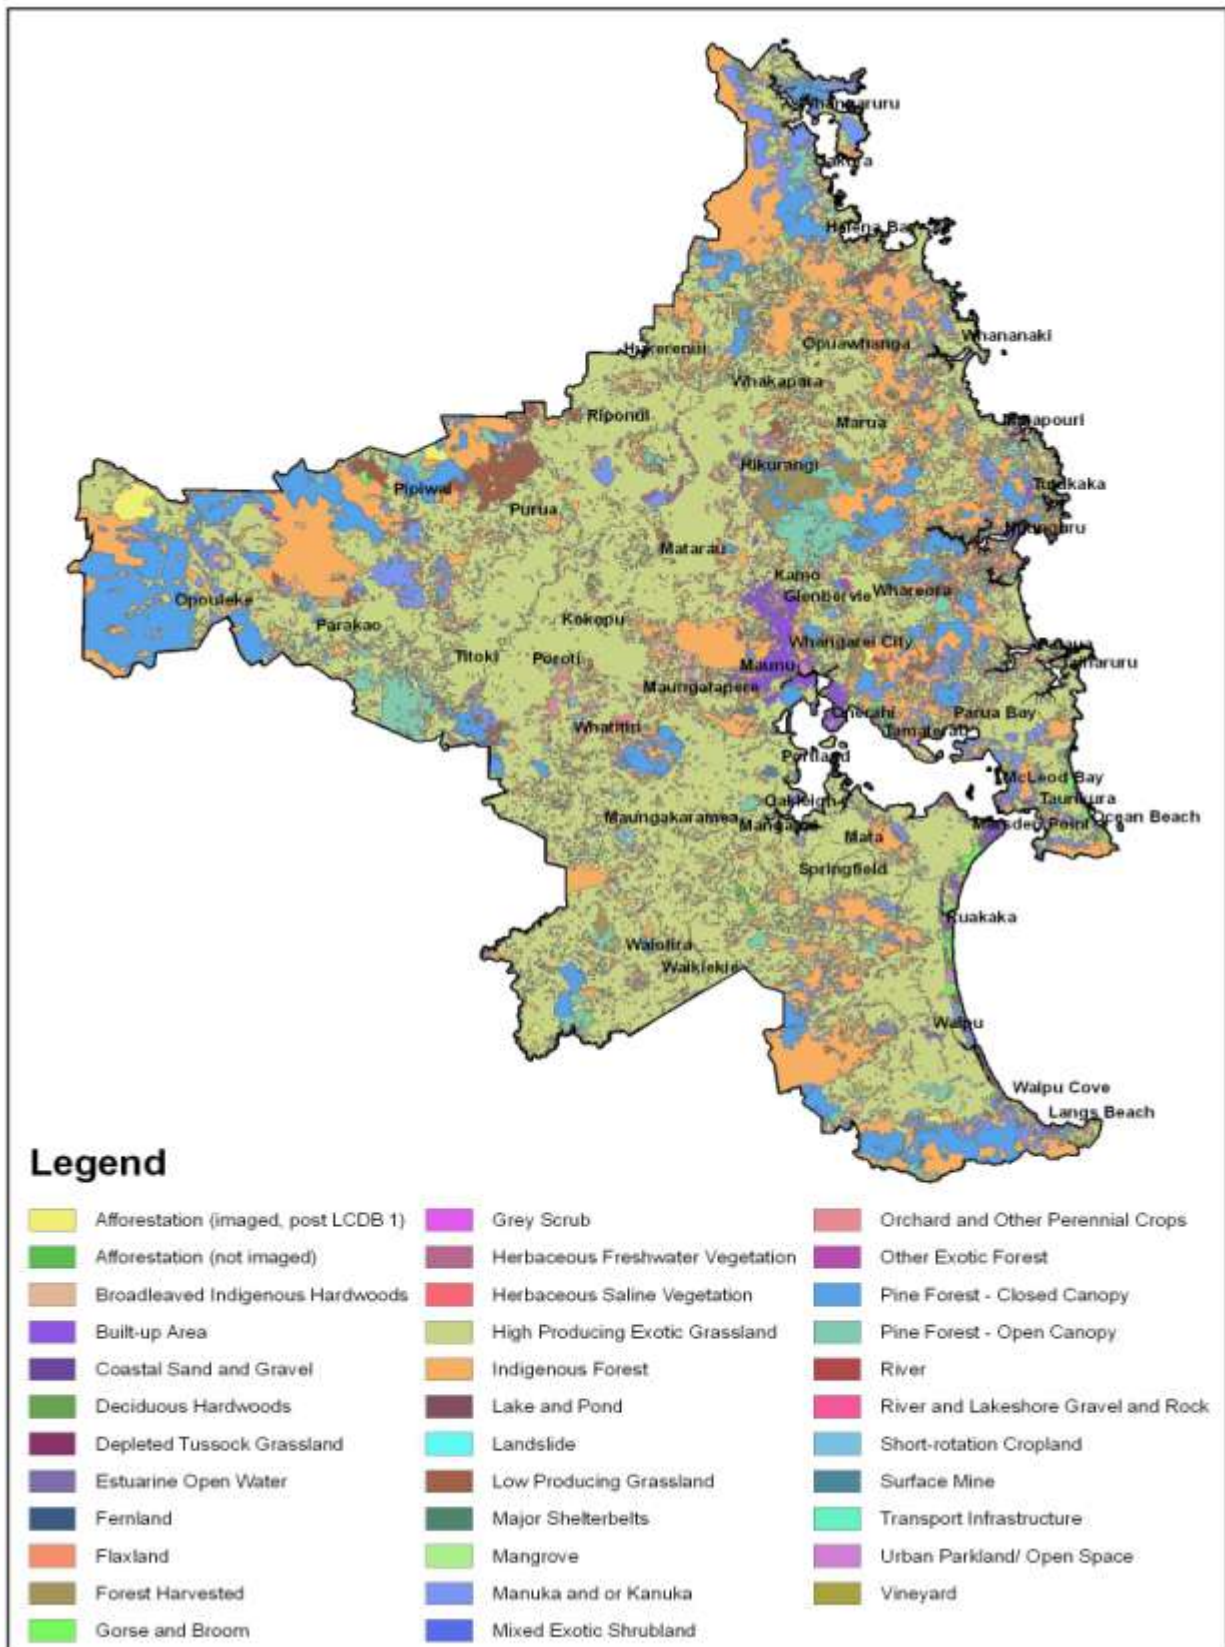 Whangaruru
Oakura
Helena Bay
Whananaki
Hukerenui
Opuawhanga
Whakapara
Riponui
Marua
Matapouri
Hikurangi
Pipiwai
Tutukaka
Purua
Ngunguru
Matarau
Kamo
Glenbervie
Whareora
Opouteke
Kokopu
Parakao
Whangarei City
Pataua
Titoki
Poroti
Maunu
Taiharuru
Maungatapere
Onerahi
Parua Bay
Whatitiri
Tamaterau
Portland
McLeod Bay
Oakleigh
Taurikura
Maungakaramea
Mangapai
Marsden Point
Ocean Beach
Mata
Springfield
Ruakaka
Waiotira
Waikiekie
Waipu
Waipu Cove
Langs Beach
Legend
Afforestation (imaged, post LCDB 1)
Afforestation (not imaged)
Broadleaved Indigenous Hardwoods
Built-up Area
Coastal Sand and Gravel
Deciduous Hardwoods
Depleted Tussock Grassland
Estuarine Open Water
Fernland
Flaxland
Forest Harvested
Gorse and Broom
Grey Scrub
Herbaceous Freshwater Vegetation
Herbaceous Saline Vegetation
High Producing Exotic Grassland
Indigenous Forest
Lake and Pond
Landslide
Low Producing Grassland
Major Shelterbelts
Mangrove
Manuka and or Kanuka
Mixed Exotic Shrubland
Orchard and Other Perennial Crops
Other Exotic Forest
Pine Forest - Closed Canopy
Pine Forest - Open Canopy
River
River and Lakeshore Gravel and Rock
Short-rotation Cropland
Surface Mine
Transport Infrastructure
Urban Parkland/ Open Space
Vineyard